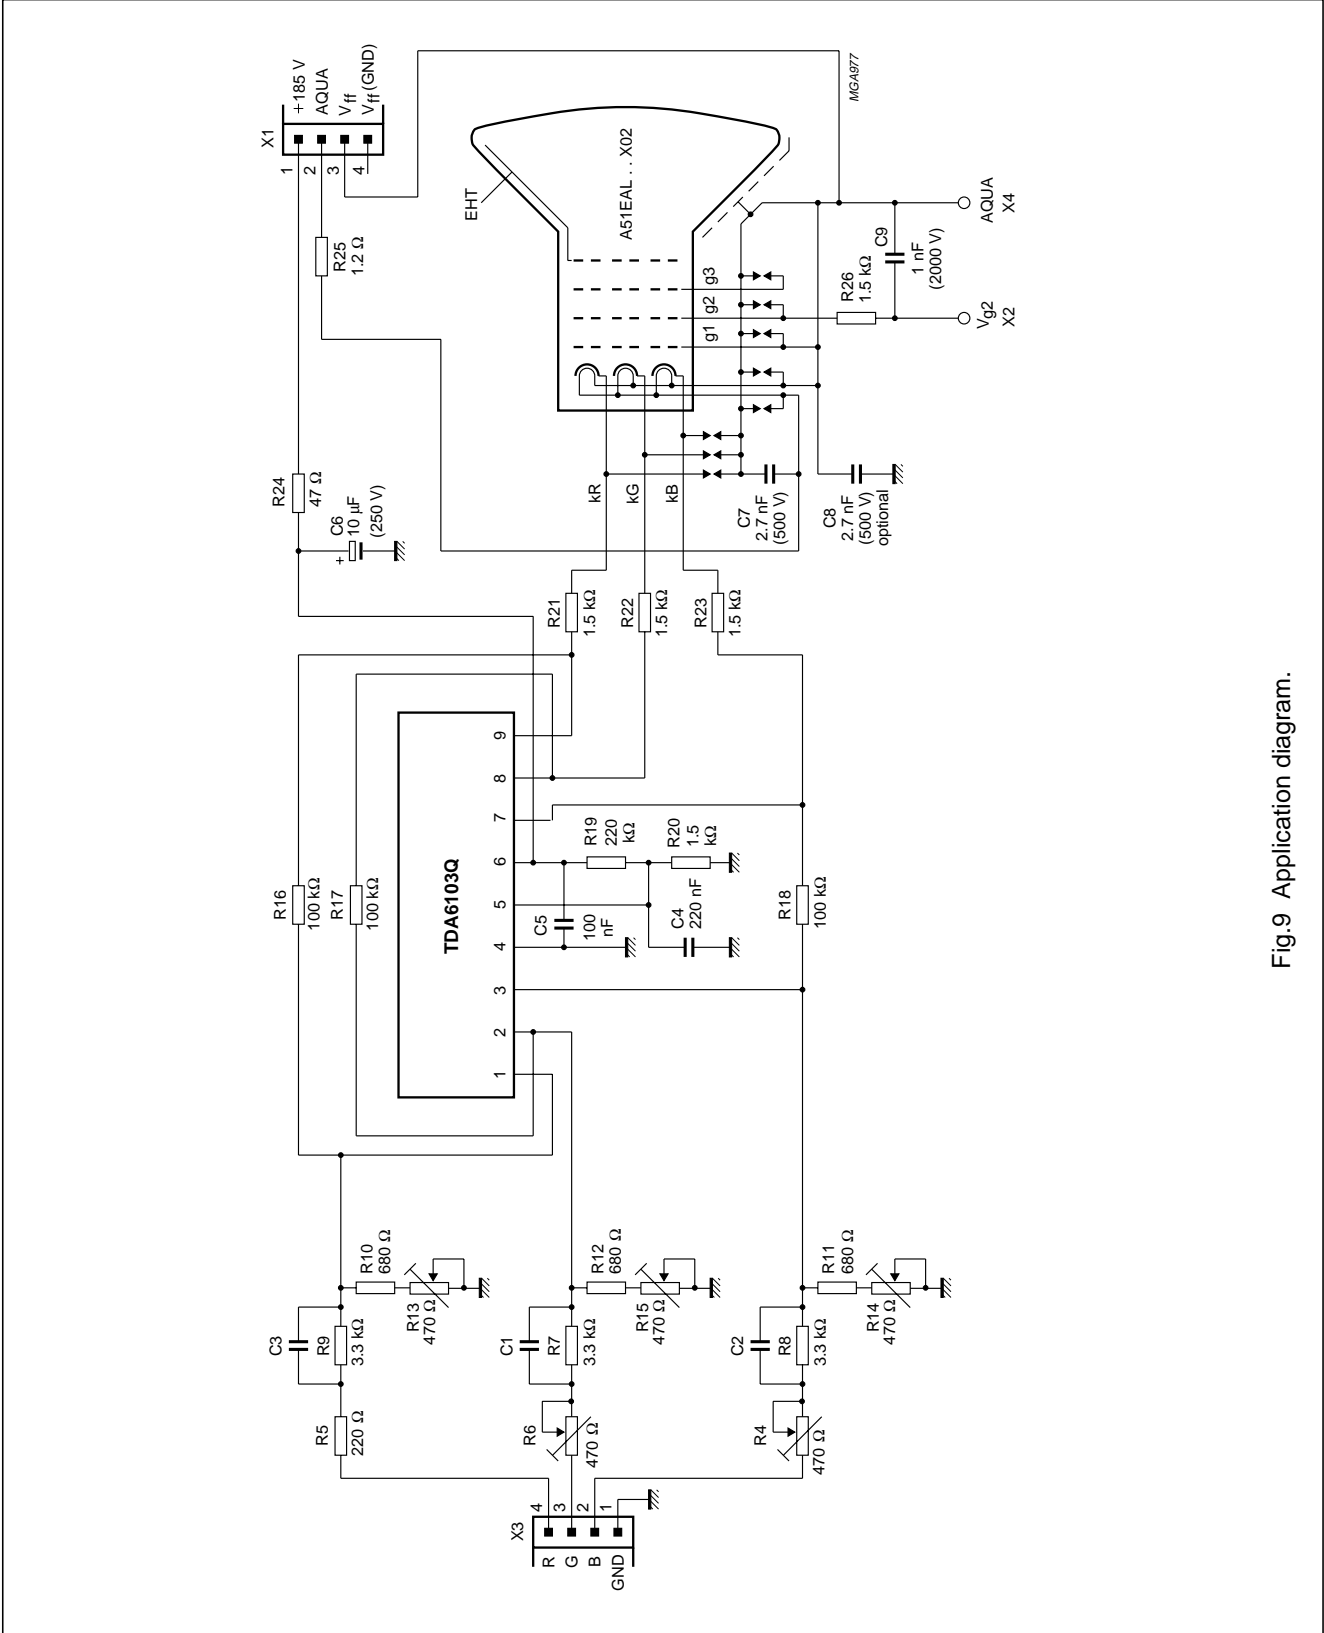 X3
R
G
B
GND
4
3
2
1
R5
220 Ω
C3
R9
3.3 kΩ
R10
680 Ω
R13
470 Ω
R6
470 Ω
C1
R7
3.3 kΩ
R12
680 Ω
R15
470 Ω
R4
470 Ω
C2
R8
3.3 kΩ
R11
680 Ω
R14
470 Ω
R16
100 kΩ
R17
100 kΩ
TDA6103Q
1
2
3
4
5
6
7
8
9
C5
100
nF
R19
220
kΩ
C4
220 nF
R20
1.5
kΩ
R18
100 kΩ
R24
47 Ω
C6
10 µF
(250 V)
+
R21
1.5 kΩ
R22
1.5 kΩ
R23
1.5 kΩ
kR
kG
kB
C7
2.7 nF
(500 V)
C8
2.7 nF
(500 V)
optional
R25
1.2 Ω
X1
1
2
3
4
+185 V
AQUA
Vff
Vff (GND)
EHT
A51EAL . . X02
g1
g2
g3
R26
1.5 kΩ
C9
1 nF
(2000 V)
Vg2
X2
AQUA
X4
MGA977
Fig.9 Application diagram.